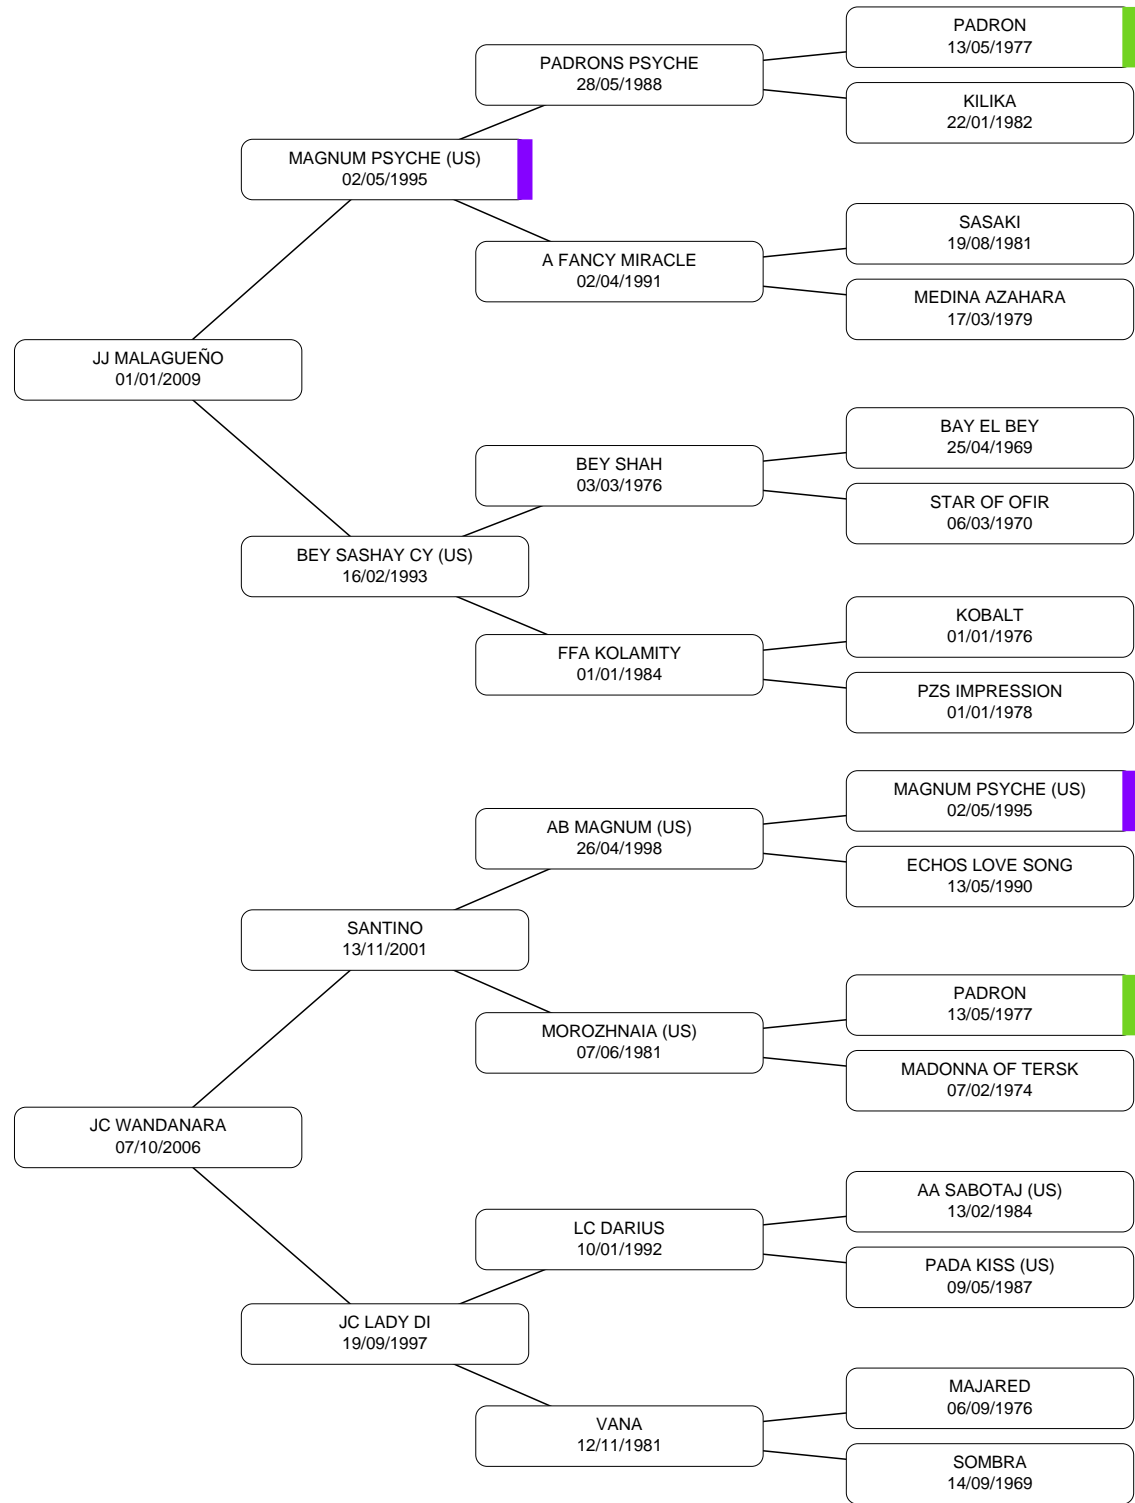 PADRON
13/05/1977
PADRONS PSYCHE
28/05/1988
KILIKA
22/01/1982
MAGNUM PSYCHE (US)
02/05/1995
SASAKI
19/08/1981
A FANCY MIRACLE
02/04/1991
MEDINA AZAHARA
17/03/1979
JJ MALAGUEÑO
01/01/2009
BAY EL BEY
25/04/1969
BEY SHAH
03/03/1976
STAR OF OFIR
06/03/1970
BEY SASHAY CY (US)
16/02/1993
KOBALT
01/01/1976
FFA KOLAMITY
01/01/1984
PZS IMPRESSION
01/01/1978
MAGNUM PSYCHE (US)
02/05/1995
AB MAGNUM (US)
26/04/1998
ECHOS LOVE SONG
13/05/1990
SANTINO
13/11/2001
PADRON
13/05/1977
MOROZHNAIA (US)
07/06/1981
MADONNA OF TERSK
07/02/1974
JC WANDANARA
07/10/2006
AA SABOTAJ (US)
13/02/1984
LC DARIUS
10/01/1992
PADA KISS (US)
09/05/1987
JC LADY DI
19/09/1997
MAJARED
06/09/1976
VANA
12/11/1981
SOMBRA
14/09/1969